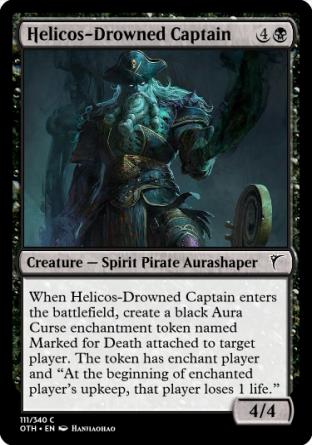 Helicos-Drowned Captain 4
Creature — Spirit Pirate Aurashaper
When Helicos-Drowned Captain enters
the battlefield, create a black Aura
Curse enchantment token named
Marked for Death attached to target
player. The token has enchant player
and “At the beginning of enchanted
player’s upkeep, that player loses 1 life.”
111/340 C
OTH • EN HanHaoHao
4/4